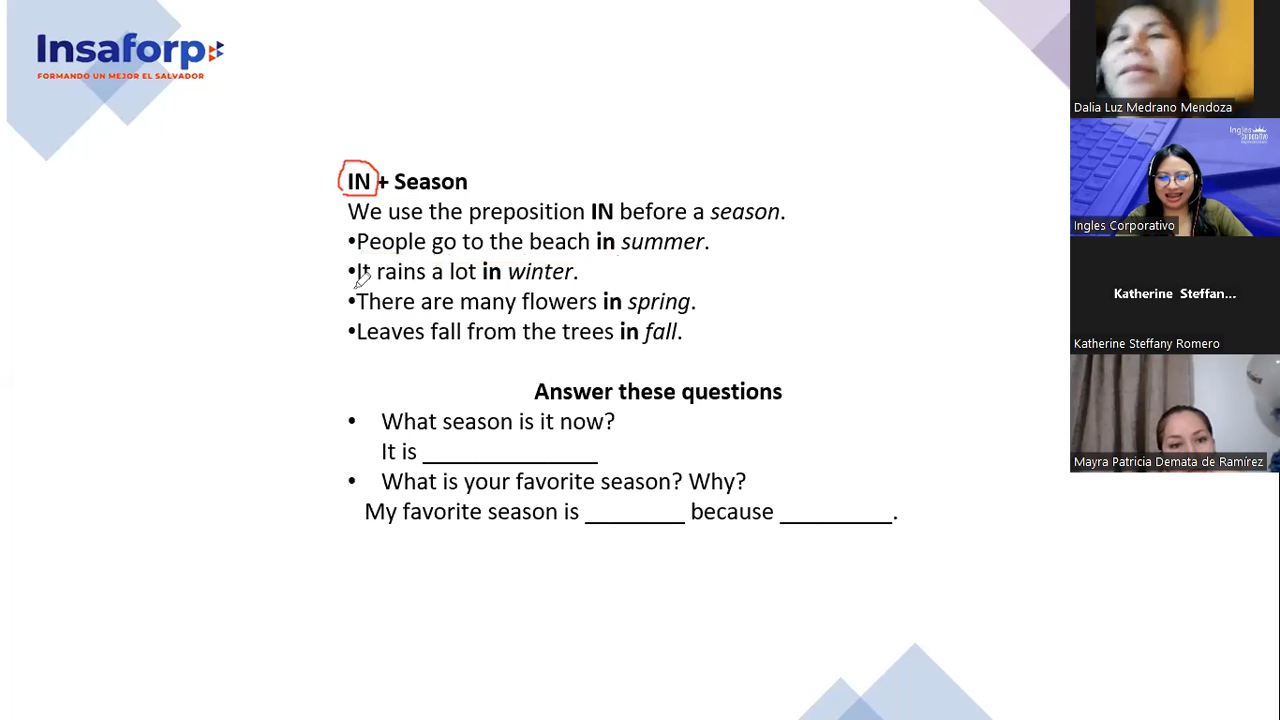 Insaforp
FORMANDO UN MEJOR EL SALVADOR
IN + Season
We use the preposition IN before a season.
•People go to the beach in summer.
•It rains a lot in winter.
•There are many flowers in spring.
•Leaves fall from the trees in fall.
Answer these questions
• What season is it now?
It is _______________
• What is your favorite season? Why?
My favorite season is _________ because __________.
Dalia Luz Medrano Mendoza
Ingles CORPORATIVO
Ingles Corporativo
Katherine Steffan...
Katherine Steffany Romero
Mayra Patricia Demata de Ramírez